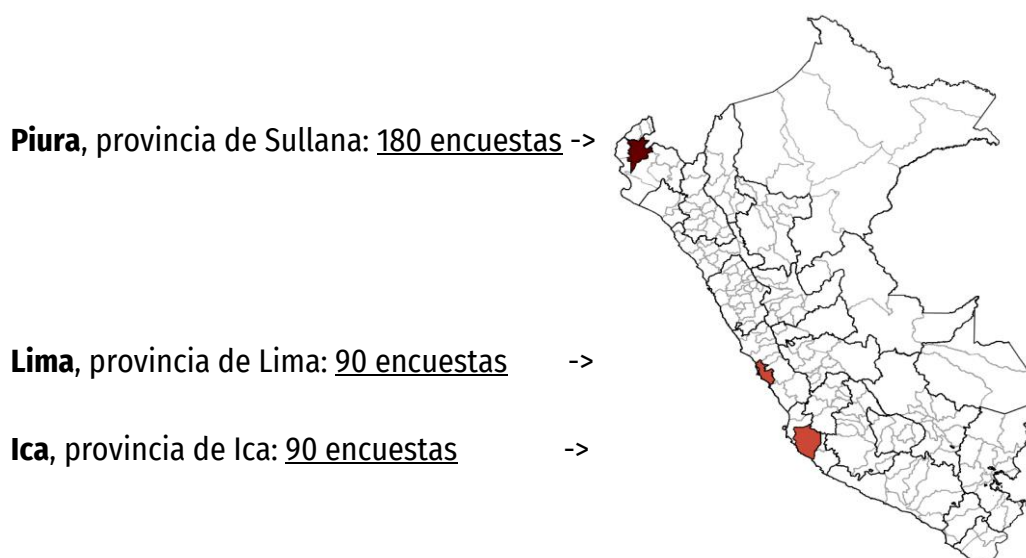 Piura, provincia de Sullana: 180 encuestas ->
Lima, provincia de Lima: 90 encuestas ->
Ica, provincia de Ica: 90 encuestas ->